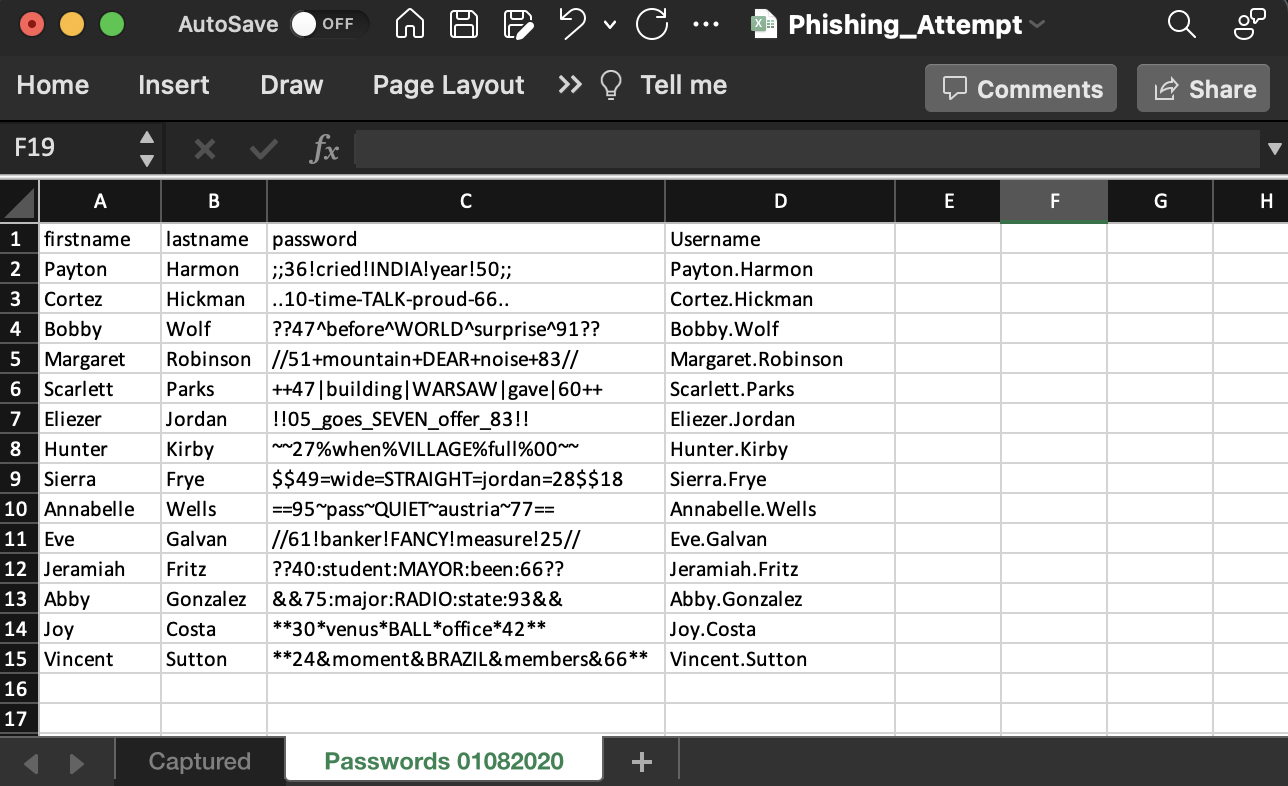 AutoSave OFF ... Phishing_Attempt
Home Insert Draw Page Layout >> Tell me Comments Share
F19 fx
A B C D E F G H
1 firstname lastname password Username
2 Payton Harmon ;;36!cried!INDIA!year!50;; Payton.Harmon
3 Cortez Hickman ..10-time-TALK-proud-66.. Cortez.Hickman
4 Bobby Wolf ??47^before^WORLD^surprise^91?? Bobby.Wolf
5 Margaret Robinson //51+mountain+DEAR+noise+83// Margaret.Robinson
6 Scarlett Parks ++47|building|WARSAW|gave|60++ Scarlett.Parks
7 Eliezer Jordan !!05_goes_SEVEN_offer_83!! Eliezer.Jordan
8 Hunter Kirby ~~27%when%VILLAGE%full%00~~ Hunter.Kirby
9 Sierra Frye $$49=wide=STRAIGHT=jordan=28$$18 Sierra.Frye
10 Annabelle Wells ==95~pass~QUIET~austria~77== Annabelle.Wells
11 Eve Galvan //61!banker!FANCY!measure!25// Eve.Galvan
12 Jeramiah Fritz ??40:student:MAYOR:been:66?? Jeramiah.Fritz
13 Abby Gonzalez &&75:major:RADIO:state:93&& Abby.Gonzalez
14 Joy Costa **30*venus*BALL*office*42** Joy.Costa
15 Vincent Sutton **24&moment&BRAZIL&members&66** Vincent.Sutton
16
17
Captured Passwords 01082020 +